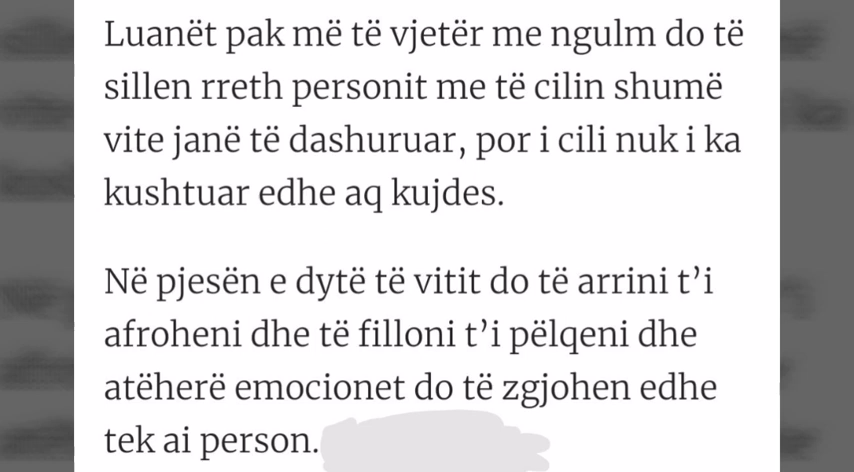 Luanët pak më të vjetër me ngulm do të
sillen rreth personit me të cilin shumë
vite janë të dashuruar, por i cili nuk i ka
kushtuar edhe aq kujdes.
Në pjesën e dytë të vitit do të arrini t’i
afroheni dhe të filloni t’i pëlqeni dhe
atëherë emocionet do të zgjohen edhe
tek ai person.